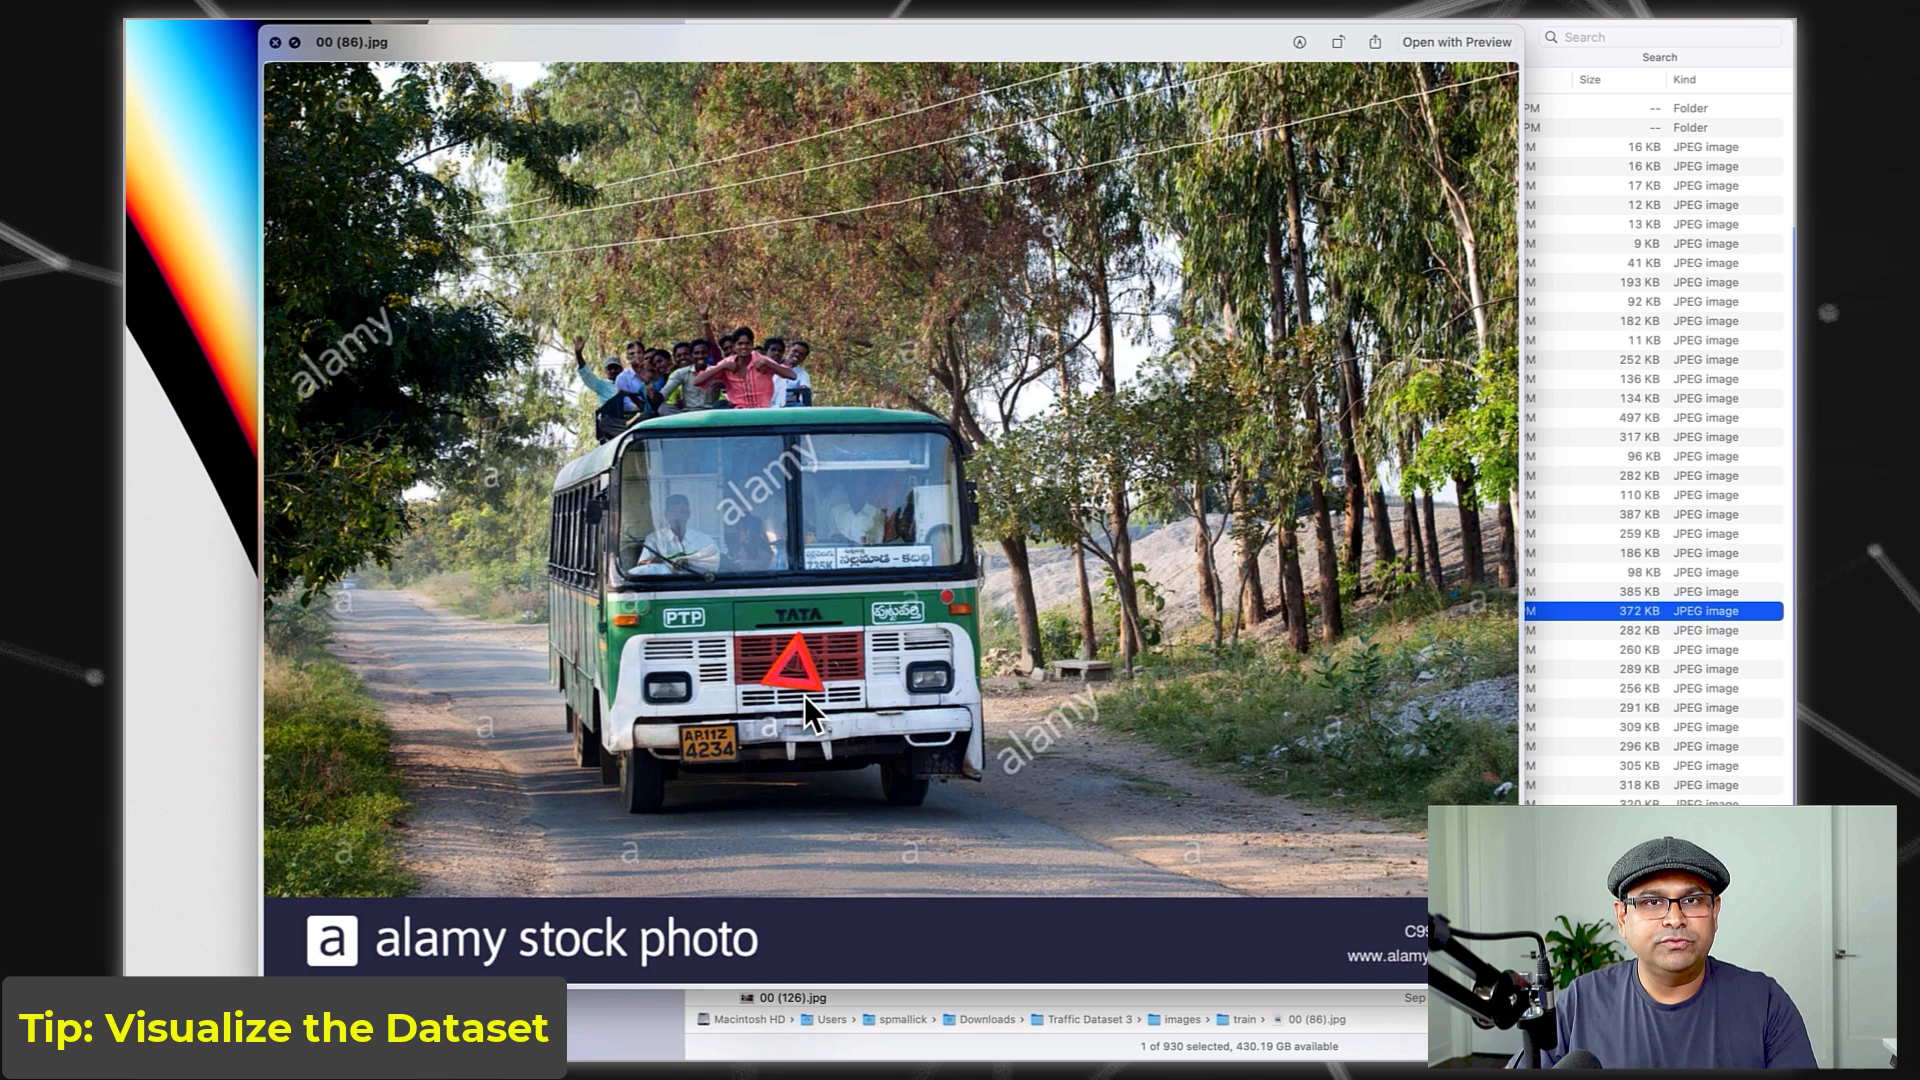 00 (86).jpg
Open with Preview
Search
Search
Size
Kind
PM
--
Folder
PM
--
Folder
16 KB JPEG image
16 KB JPEG image
17 KB JPEG image
12 KB JPEG image
13 KB JPEG image
9 KB JPEG image
41 KB JPEG image
193 KB JPEG image
92 KB JPEG image
182 KB JPEG image
11 KB JPEG image
252 KB JPEG image
136 KB JPEG image
134 KB JPEG image
497 KB JPEG image
317 KB JPEG image
96 KB JPEG image
282 KB JPEG image
110 KB JPEG image
387 KB JPEG image
259 KB JPEG image
186 KB JPEG image
98 KB JPEG image
385 KB JPEG image
372 KB JPEG image
282 KB JPEG image
260 KB JPEG image
289 KB JPEG image
256 KB JPEG image
291 KB JPEG image
309 KB JPEG image
296 KB JPEG image
305 KB JPEG image
318 KB JPEG image
alamy
alamy
alamy
alamy
735K
PTP
TATA
పుట్టపర్తి
AP.11Z
4234
a alamy stock photo
www.alamy
00 (126).jpg
Sep
Macintosh HD › Users › spmallick › Downloads › Traffic Dataset 3 › images › train › 00 (86).jpg
1 of 930 selected, 430.19 GB available
Tip: Visualize the Dataset